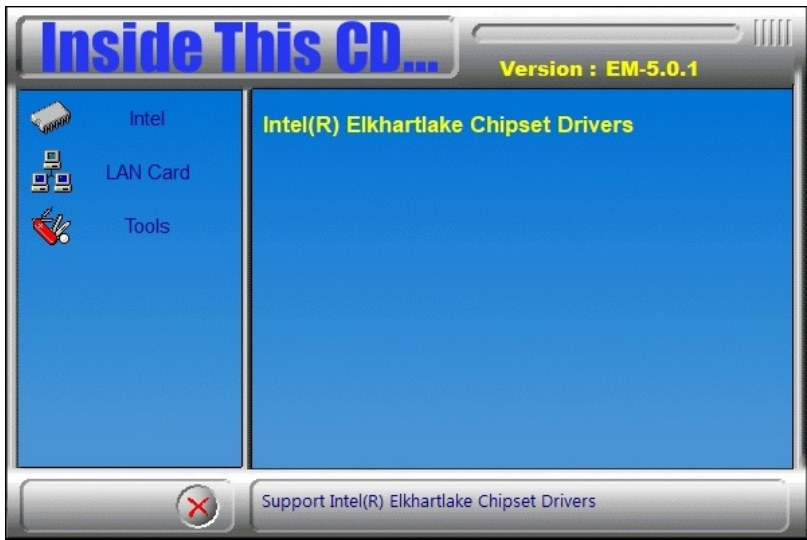 Inside This CD...
Version : EM-5.0.1
Intel
LAN Card
Tools
Intel(R) Elkhartlake Chipset Drivers
Support Intel(R) Elkhartlake Chipset Drivers